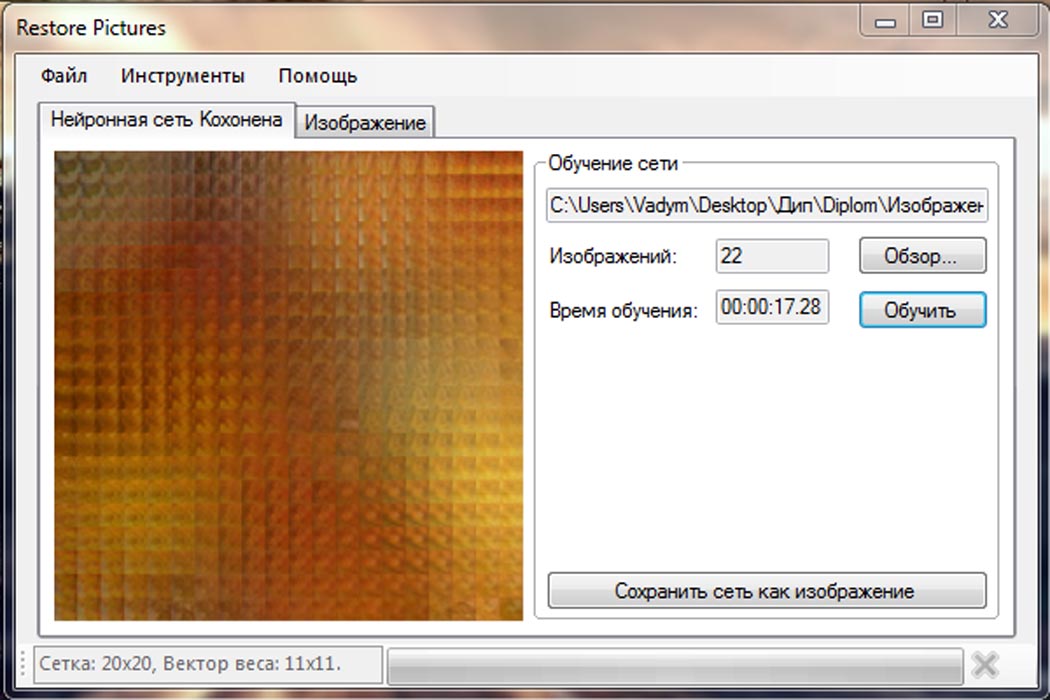 Restore Pictures
Файл Инструменты Помощь
Нейронная сеть Кохонена Изображение
Обучение сети
C:\Users\Vadym\Desktop\Дип\Diplom\Изображен
Изображений: 22 Обзор...
Время обучения: 00:00:17.28 Обучить
Сохранить сеть как изображение
Сетка: 20x20, Вектор веса: 11x11.